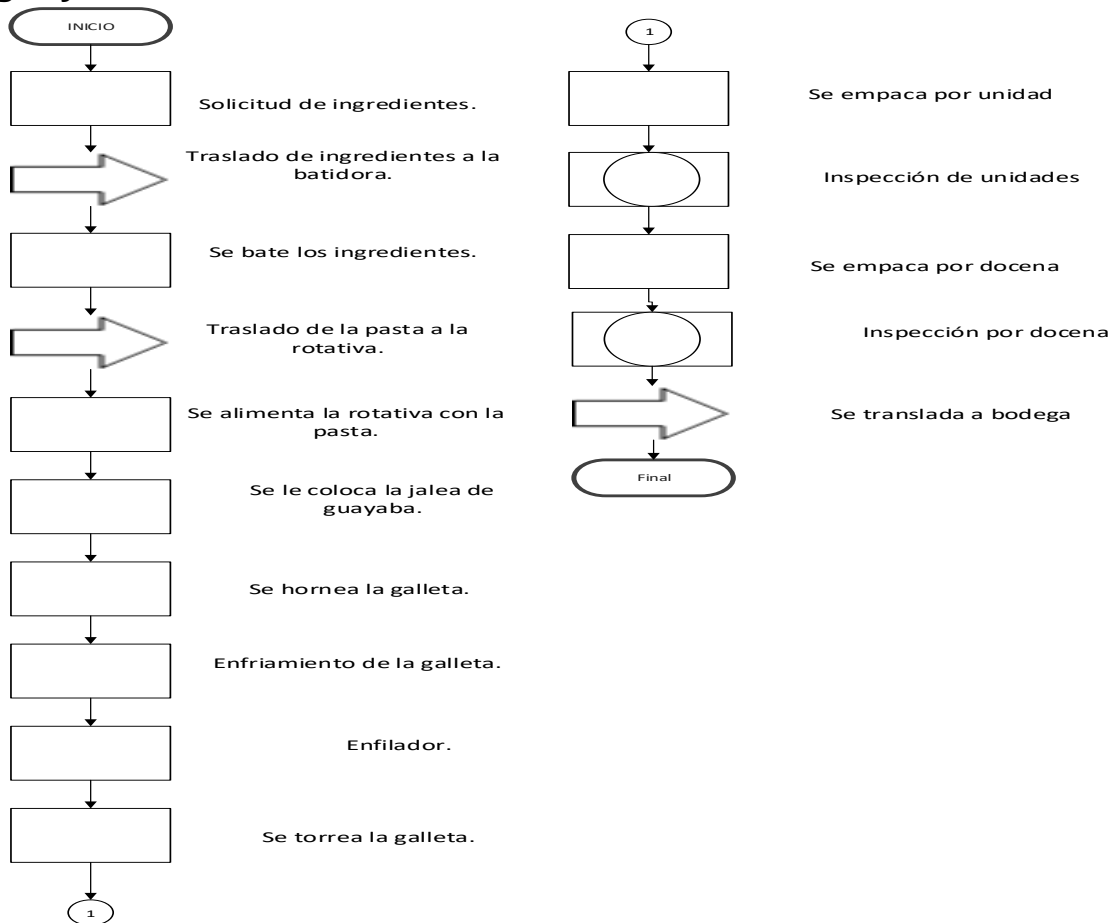 INICIO
Solicitud de ingredientes.
Traslado de ingredientes a la
batidora.
Se bate los ingredientes.
Traslado de la pasta a la
rotativa.
Se alimenta la rotativa con la
pasta.
Se le coloca la jalea de
guayaba.
Se hornea la galleta.
Enfriamiento de la galleta.
Enfilador.
Se torrea la galleta.
1
1
Se empaca por unidad
Inspección de unidades
Se empaca por docena
Inspección por docena
Se translada a bodega
Final